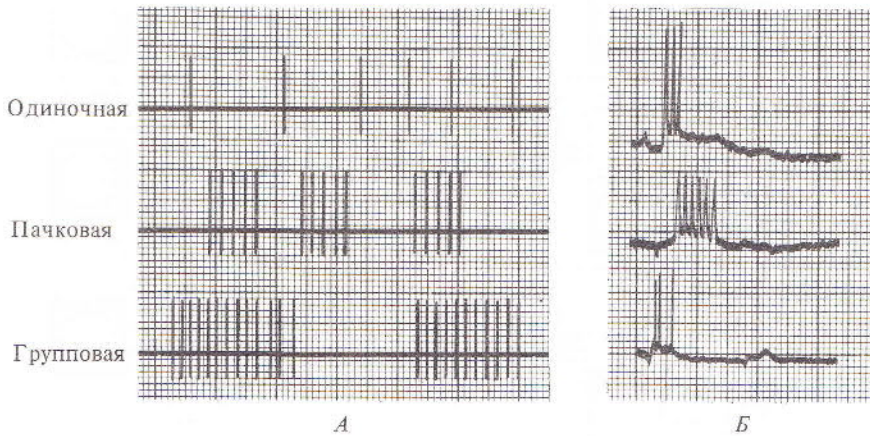 Одиночная
Пачковая
Групповая
А
Б